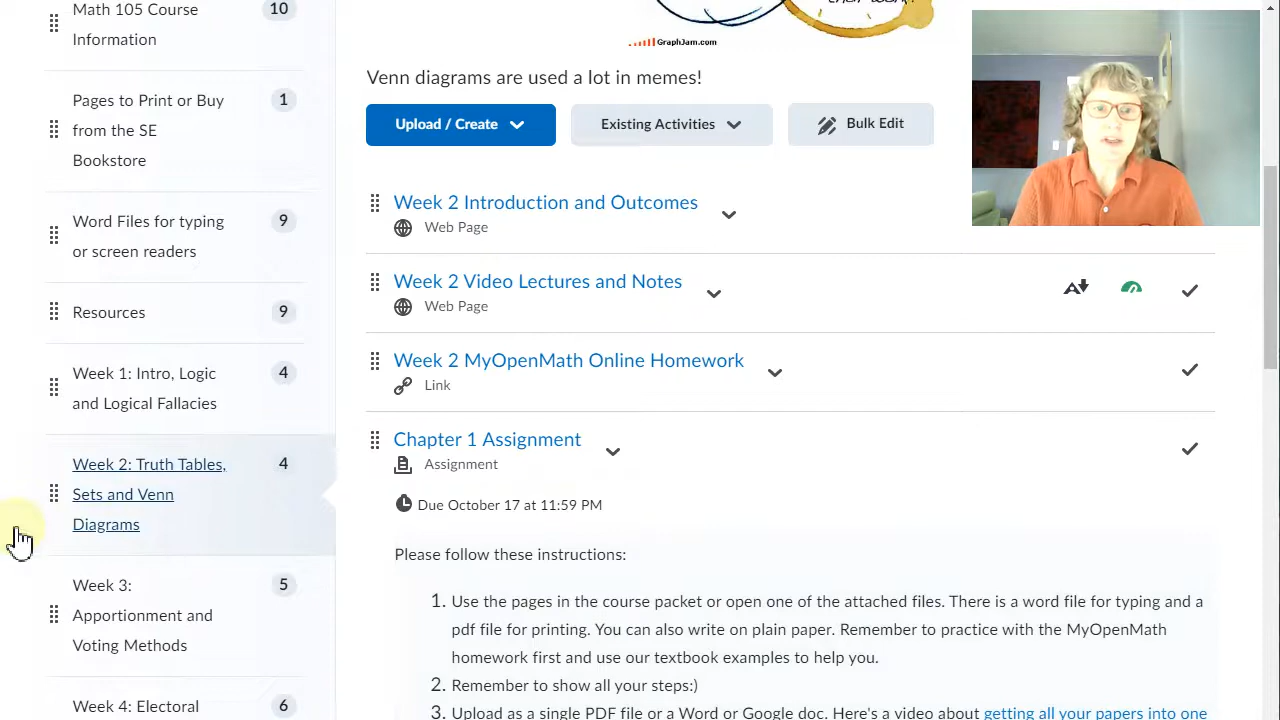 Math 105 Course
Information
10
Pages to Print or Buy
from the SE
Bookstore
1
Word Files for typing
or screen readers
9
Resources
9
Week 1: Intro, Logic
and Logical Fallacies
4
Week 2: Truth Tables,
Sets and Venn
Diagrams
4
Week 3:
Apportionment and
Voting Methods
5
Week 4: Electoral
6
GraphJam.com
Venn diagrams are used a lot in memes!
Upload / Create
Existing Activities
Bulk Edit
Week 2 Introduction and Outcomes
Web Page
Week 2 Video Lectures and Notes
Web Page
Week 2 MyOpenMath Online Homework
Link
Chapter 1 Assignment
Assignment
Due October 17 at 11:59 PM
Please follow these instructions:
1. Use the pages in the course packet or open one of the attached files. There is a word file for typing and a
pdf file for printing. You can also write on plain paper. Remember to practice with the MyOpenMath
homework first and use our textbook examples to help you.
2. Remember to show all your steps:)
3. Upload as a single PDF file or a Word or Google doc. Here's a video about getting all your papers into one